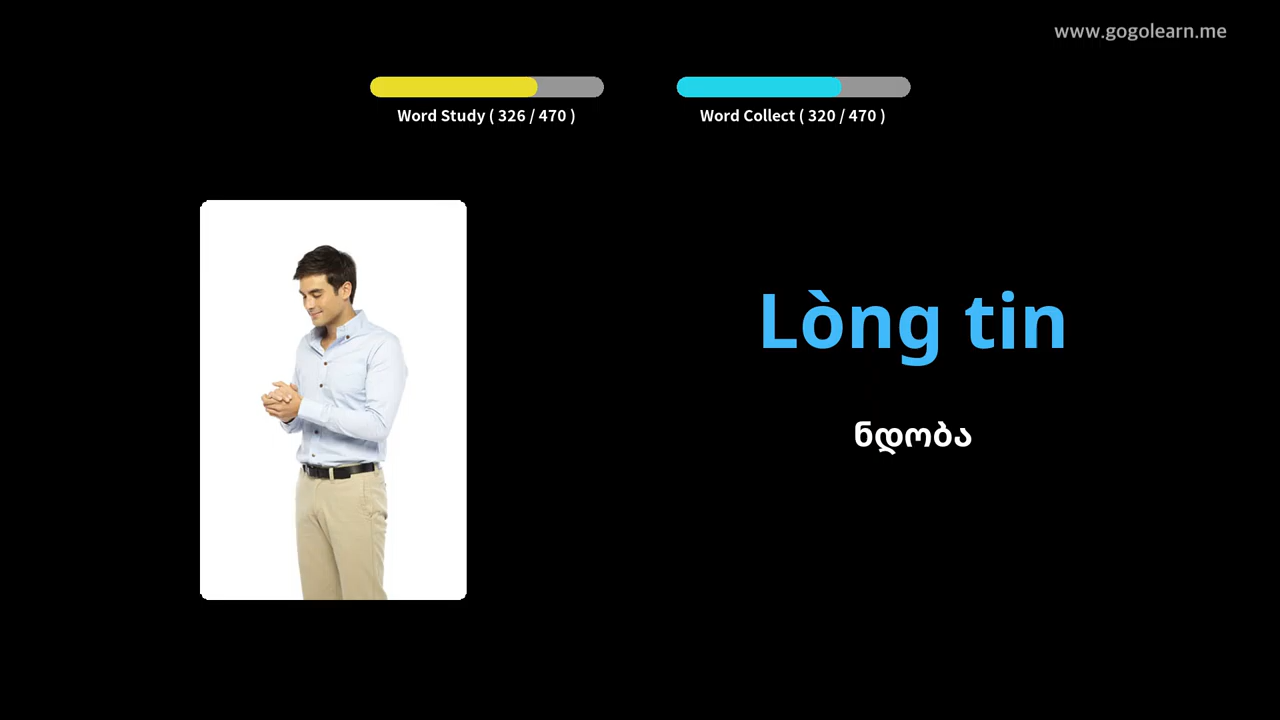 www.gogolearn.me
Word Study ( 326 / 470 )
Word Collect ( 320 / 470 )
Lòng tin
ნდობა